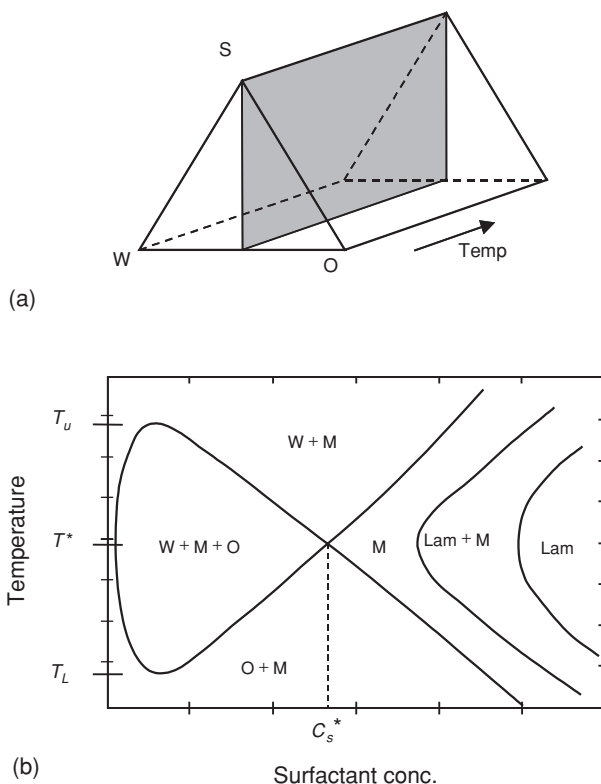 S
W
O
Temp
(a)
T_u
W + M
Temperature
T*
W + M + O
M
Lam + M
Lam
T_L
O + M
C_s*
(b)
Surfactant conc.